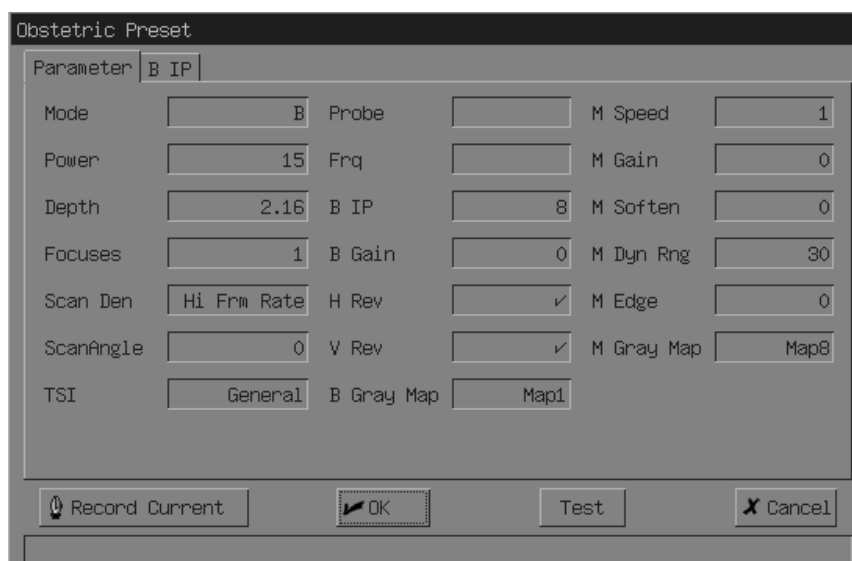 Obstetric Preset
Parameter B IP
Mode B Probe M Speed 1
Power 15 Frq M Gain 0
Depth 2.16 B IP 8 M Soften 0
Focuses 1 B Gain 0 M Dyn Rng 30
Scan Den Hi Frm Rate H Rev ✓ M Edge 0
ScanAngle 0 V Rev ✓ M Gray Map Map8
TSI General B Gray Map Map1
Record Current OK Test Cancel